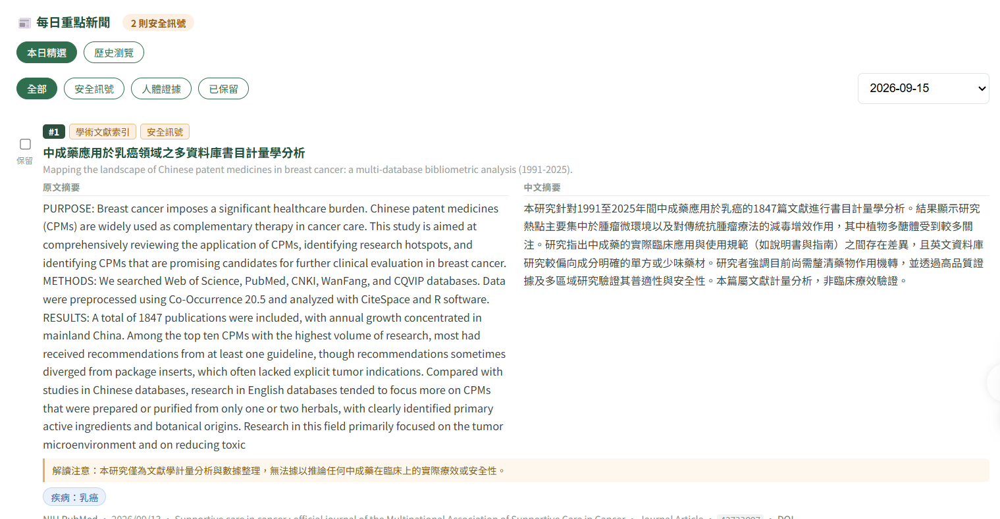 每日重點新聞 2 則安全訊號
本日精選 歷史瀏覽
全部 安全訊號 人體證據 已保留 2026-09-15
#1 學術文獻索引 安全訊號
保留
中成藥應用於乳癌領域之多資料庫書目計量學分析
Mapping the landscape of Chinese patent medicines in breast cancer: a multi-database bibliometric analysis (1991-2025).
原文摘要
PURPOSE: Breast cancer imposes a significant healthcare burden. Chinese patent medicines
(CPMs) are widely used as complementary therapy in cancer care. This study is aimed at
comprehensively reviewing the application of CPMs, identifying research hotspots, and
identifying CPMs that are promising candidates for further clinical evaluation in breast cancer.
METHODS: We searched Web of Science, PubMed, CNKI, WanFang, and CQVIP databases. Data
were preprocessed using Co-Occurrence 20.5 and analyzed with CiteSpace and R software.
RESULTS: A total of 1847 publications were included, with annual growth concentrated in
mainland China. Among the top ten CPMs with the highest volume of research, most had
received recommendations from at least one guideline, though recommendations sometimes
diverged from package inserts, which often lacked explicit tumor indications. Compared with
studies in Chinese databases, research in English databases tended to focus more on CPMs
that were prepared or purified from only one or two herbals, with clearly identified primary
active ingredients and botanical origins. Research in this field primarily focused on the tumor
microenvironment and on reducing toxic
中文摘要
本研究針對1991至2025年間中成藥應用於乳癌的1847篇文獻進行書目計量學分析。結果顯示研究
熱點主要集中於腫瘤微環境以及對傳統抗腫瘤療法的減毒增效作用，其中植物多醣體受到較多關
注。研究指出中成藥的實際臨床應用與使用規範（如說明書與指南）之間存在差異，且英文資料庫
研究較偏向成分明確的單方或少味藥材。研究者強調目前尚需釐清藥物作用機轉，並透過高品質證
據及多區域研究驗證其普適性與安全性。本篇屬文獻計量分析，非臨床療效驗證。
解讀注意：本研究僅為文獻學計量分析與數據整理，無法據以推論任何中成藥在臨床上的實際療效或安全性。
疾病：乳癌
NIH PubMed · 2026/09/13 · Supportive care in cancer : official journal of the Multinational Association of Supportive Care in Cancer · Journal Article · DOI